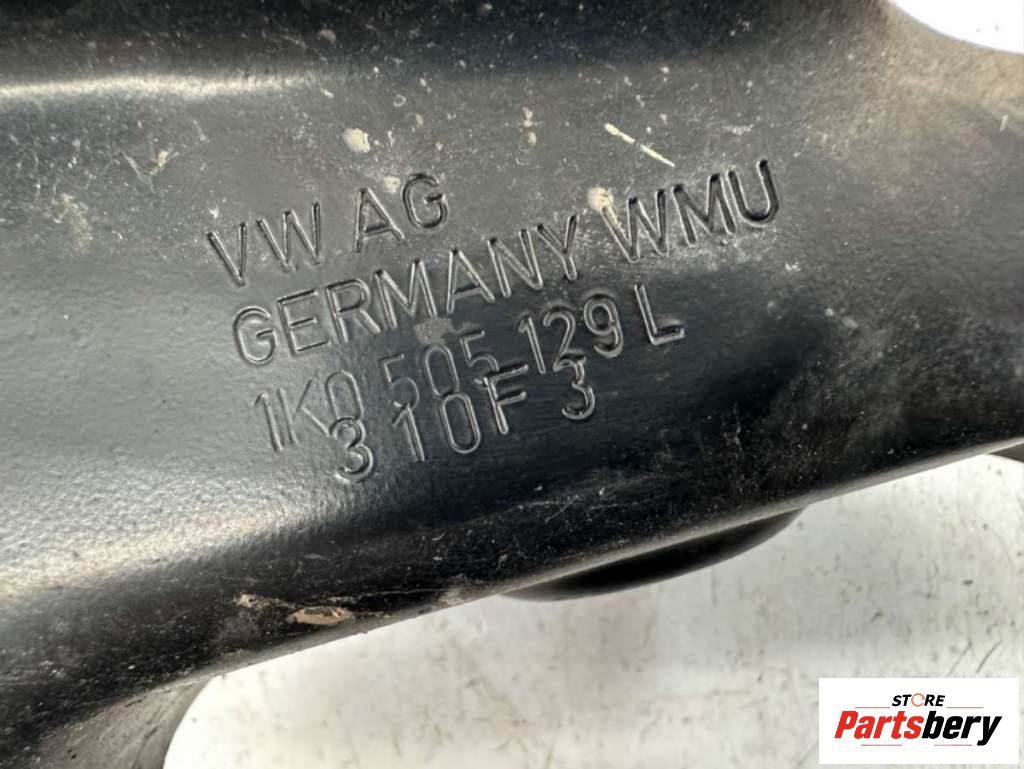 VW AG
GERMANY WMU
1K0 505 129 L
3 10F 3
STORE
Partsbery